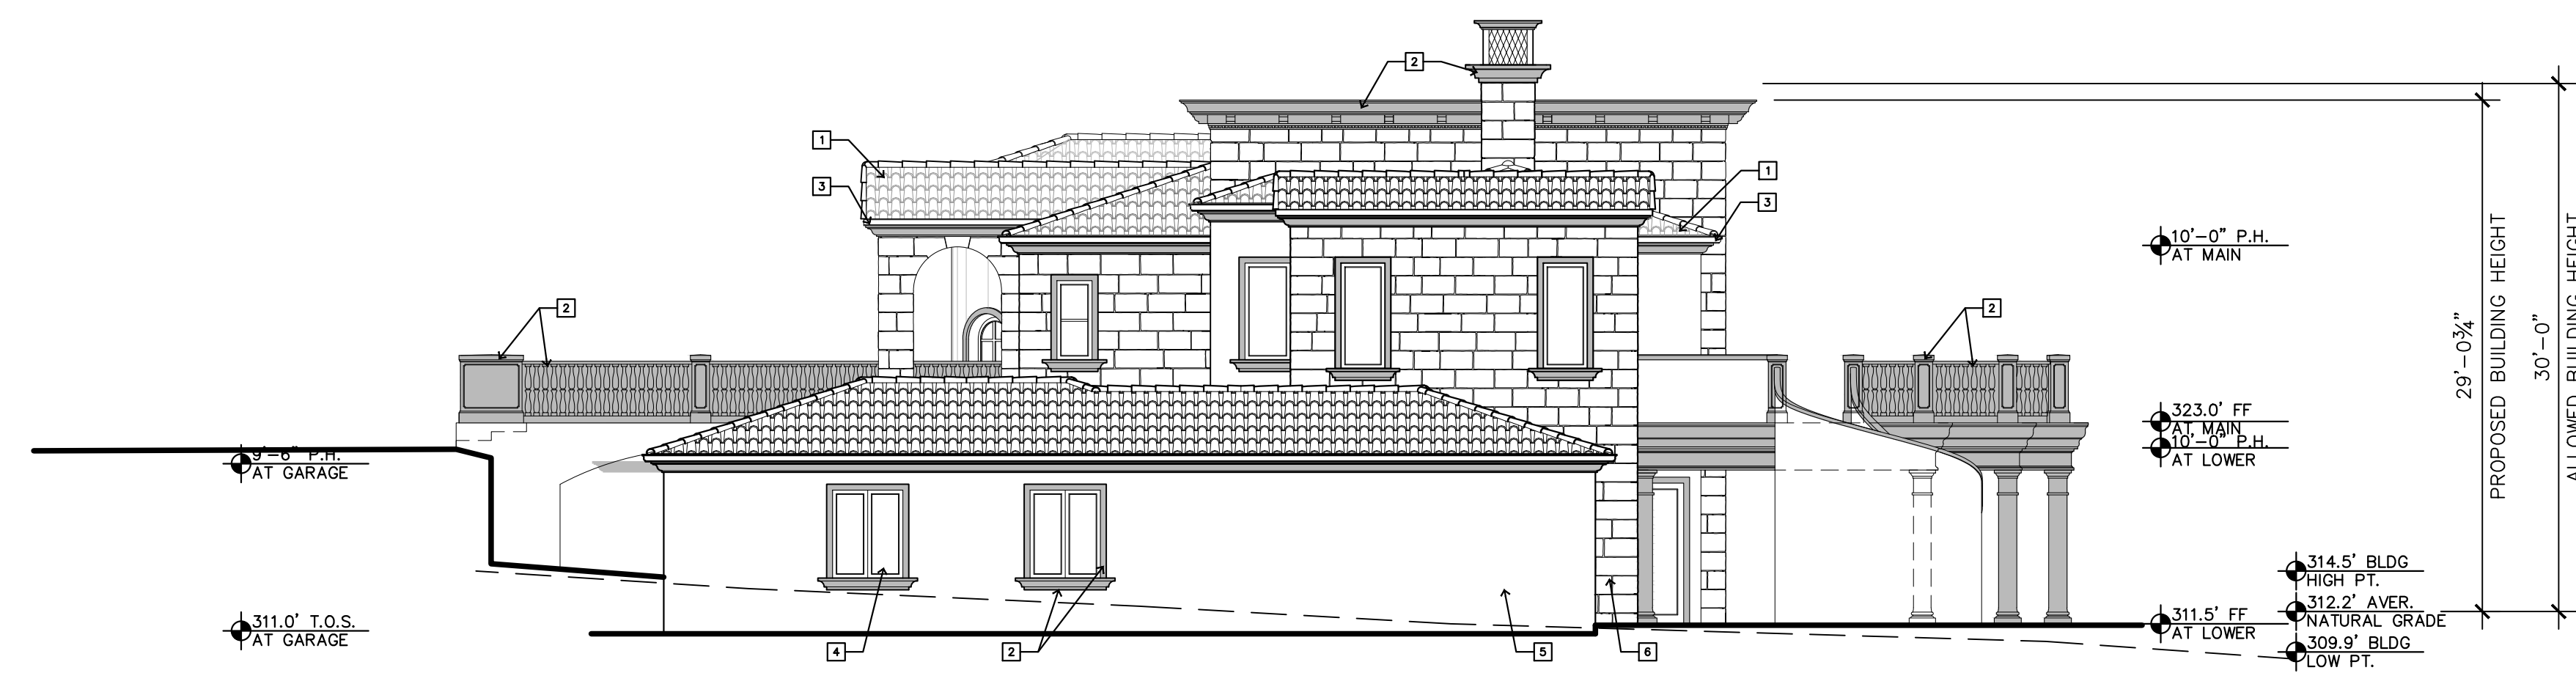 2
1
3
1
3
10'-0" P.H.
AT MAIN
2
2
29'-0¾"
PROPOSED BUILDING HEIGHT
30'-0"
ALLOWED BUILDING HEIGHT
323.0' FF
AT MAIN
10'-0" P.H.
AT LOWER
9'-6" P.H.
AT GARAGE
314.5' BLDG
HIGH PT.
312.2' AVER.
NATURAL GRADE
311.5' FF
AT LOWER
311.0' T.O.S.
AT GARAGE
309.9' BLDG
LOW PT.
4
2
5
6